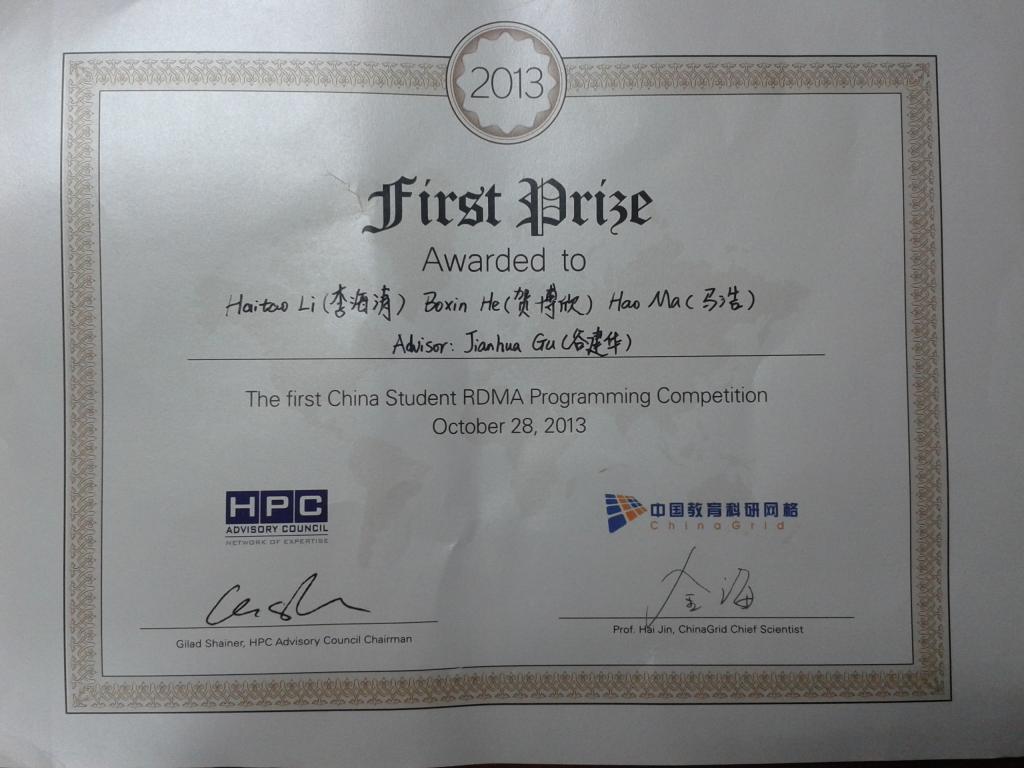 2013
First Prize
Awarded to
Haitao Li (李海涛) Boxin He (贺博欣) Hao Ma (马浩)
Advisor: Jianhua Gu (谷建华)
The first China Student RDMA Programming Competition
October 28, 2013
HPC
ADVISORY COUNCIL
NETWORK OF EXPERTISE
中国教育科研网格
ChinaGrid
金海
Gilad Shainer, HPC Advisory Council Chairman
Prof. Hai Jin, ChinaGrid Chief Scientist